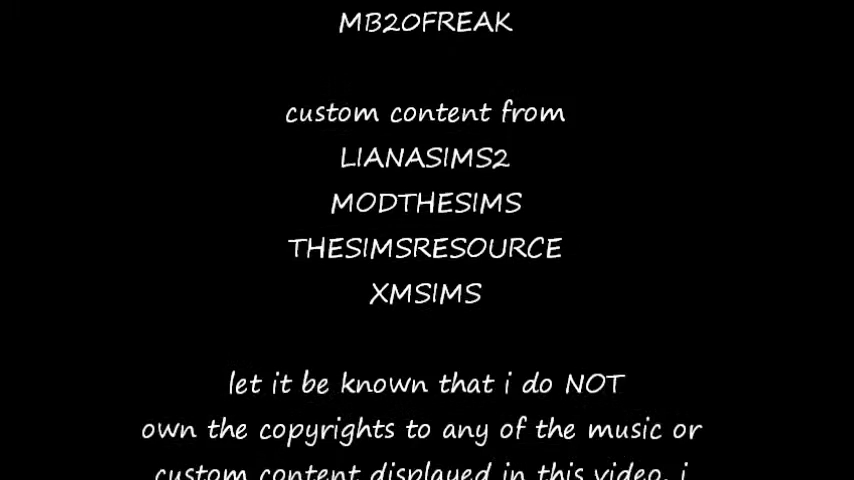 MB20FREAK
custom content from
LIANASIMS2
MODTHESIMS
THESIMSRESOURCE
XMSIMS
let it be known that i do NOT
own the copyrights to any of the music or
custom content displayed in this video. i